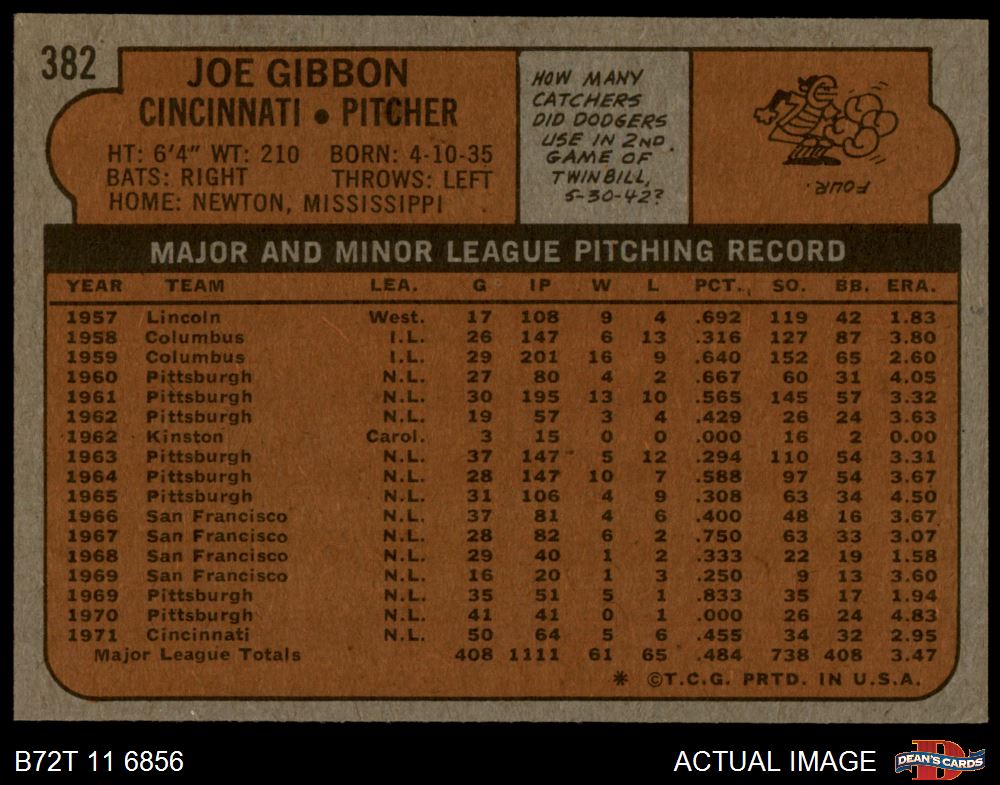 382
JOE GIBBON
CINCINNATI • PITCHER
HT: 6'4" WT: 210 BORN: 4-10-35
BATS: RIGHT THROWS: LEFT
HOME: NEWTON, MISSISSIPPI
HOW MANY
CATCHERS
DID DODGERS
USE IN 2ND
GAME OF
TWINBILL,
5-30-42?
FOUR.
MAJOR AND MINOR LEAGUE PITCHING RECORD
YEAR TEAM LEA. G IP W L PCT. SO. BB. ERA.
1957 Lincoln West. 17 108 9 4 .692 119 42 1.83
1958 Columbus I.L. 26 147 6 13 .316 127 87 3.80
1959 Columbus I.L. 29 201 16 9 .640 152 65 2.60
1960 Pittsburgh N.L. 27 80 4 2 .667 60 31 4.05
1961 Pittsburgh N.L. 30 195 13 10 .565 145 57 3.32
1962 Pittsburgh N.L. 19 57 3 4 .429 26 24 3.63
1962 Kinston Carol. 3 15 0 0 .000 16 2 0.00
1963 Pittsburgh N.L. 37 147 5 12 .294 110 54 3.31
1964 Pittsburgh N.L. 28 147 10 7 .588 97 54 3.67
1965 Pittsburgh N.L. 31 106 4 9 .308 63 34 4.50
1966 San Francisco N.L. 37 81 4 6 .400 48 16 3.67
1967 San Francisco N.L. 28 82 6 2 .750 63 33 3.07
1968 San Francisco N.L. 29 40 1 2 .333 22 19 1.58
1969 San Francisco N.L. 16 20 1 3 .250 9 13 3.60
1969 Pittsburgh N.L. 35 51 5 1 .833 35 17 1.94
1970 Pittsburgh N.L. 41 41 0 1 .000 26 24 4.83
1971 Cincinnati N.L. 50 64 5 6 .455 34 32 2.95
Major League Totals 408 1111 61 65 .484 738 408 3.47
* ©T.C.G. PRTD. IN U.S.A.
B72T 11 6856 ACTUAL IMAGE D DEAN'S CARDS